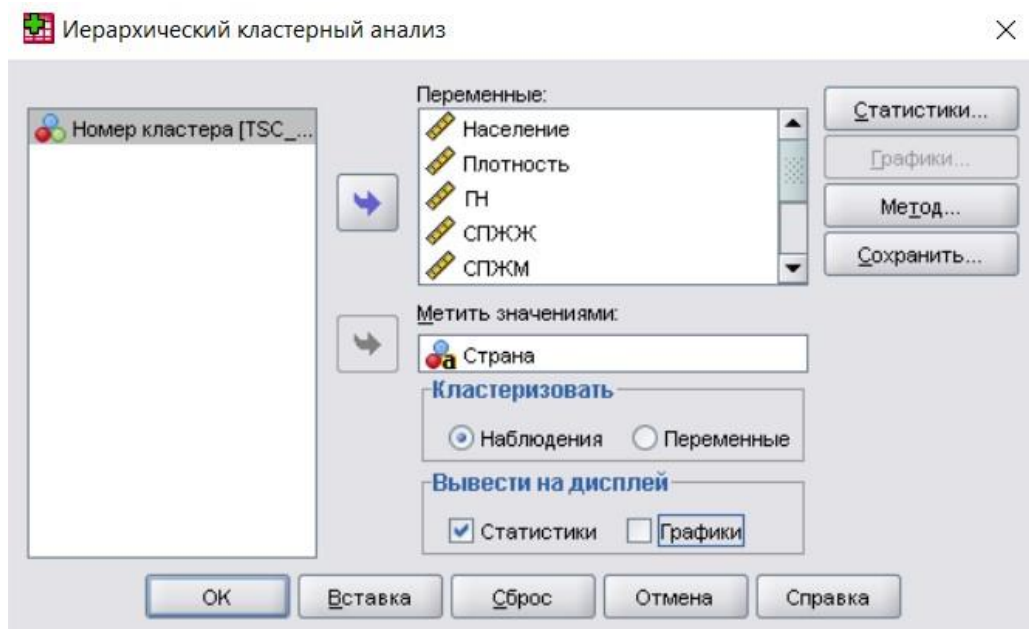 Иерархический кластерный анализ
Номер кластера [TSC_...
Переменные:
Население
Плотность
ГН
СПЖЖ
СПЖМ
Метить значениями:
Страна
Кластеризовать
Наблюдения Переменные
Вывести на дисплей
Статистики Графики
Статистики...
Графики...
Метод...
Сохранить...
OK Вставка Сброс Отмена Справка